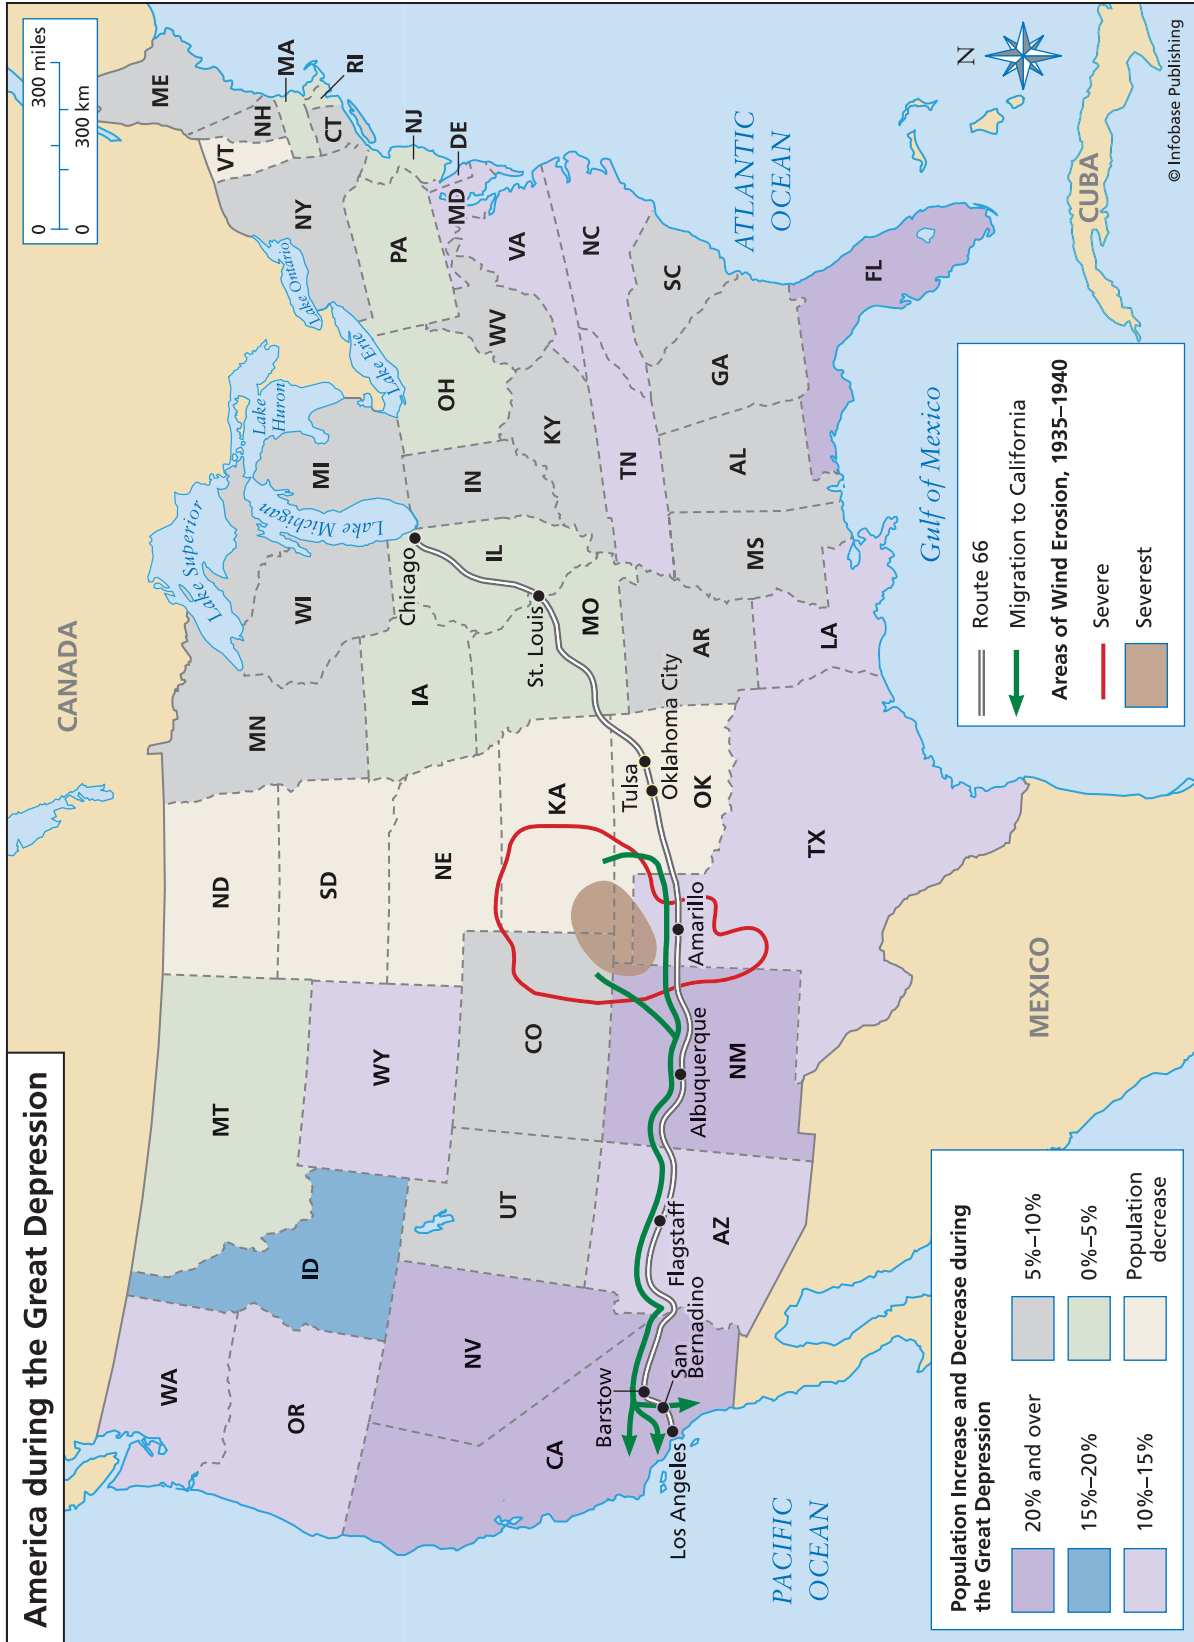 America during the Great Depression
0 300 miles
0 300 km
CANADA
WA
OR
CA
NV
ID
MT
WY
UT
AZ
CO
NM
ND
SD
NE
KA
OK
TX
MN
IA
MO
AR
LA
WI
IL
MI
IN
OH
KY
TN
MS
AL
GA
FL
SC
NC
VA
WV
MD
DE
PA
NJ
NY
CT
RI
MA
VT
NH
ME
Lake Superior
Lake Michigan
Lake
Huron
Lake Erie
Lake Ontario
Chicago
St. Louis
Tulsa
Oklahoma City
Amarillo
Albuquerque
Flagstaff
Barstow
San
Bernadino
Los Angeles
PACIFIC
OCEAN
ATLANTIC
OCEAN
Gulf of Mexico
MEXICO
CUBA
N
Population Increase and Decrease during
the Great Depression
20% and over
15%–20%
10%–15%
5%–10%
0%–5%
Population
decrease
Route 66
Migration to California
Areas of Wind Erosion, 1935–1940
Severe
Severest
© Infobase Publishing